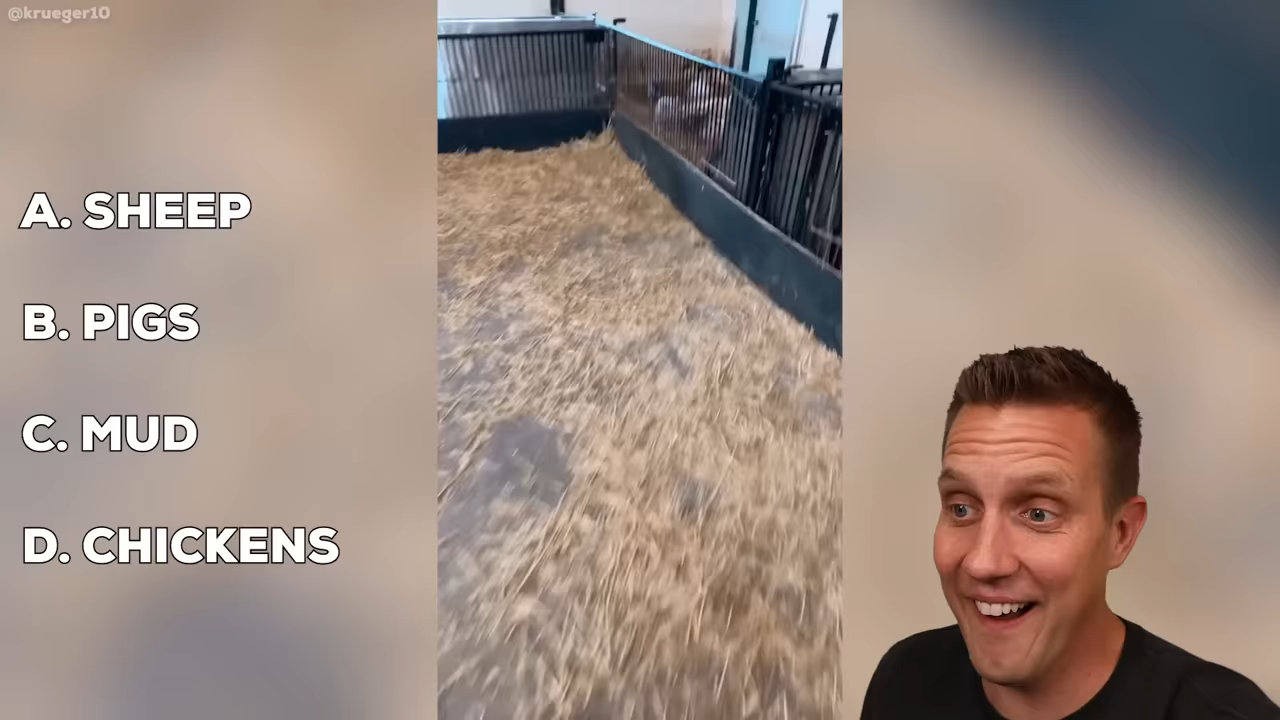 @krueger10
A. SHEEP
B. PIGS
C. MUD
D. CHICKENS